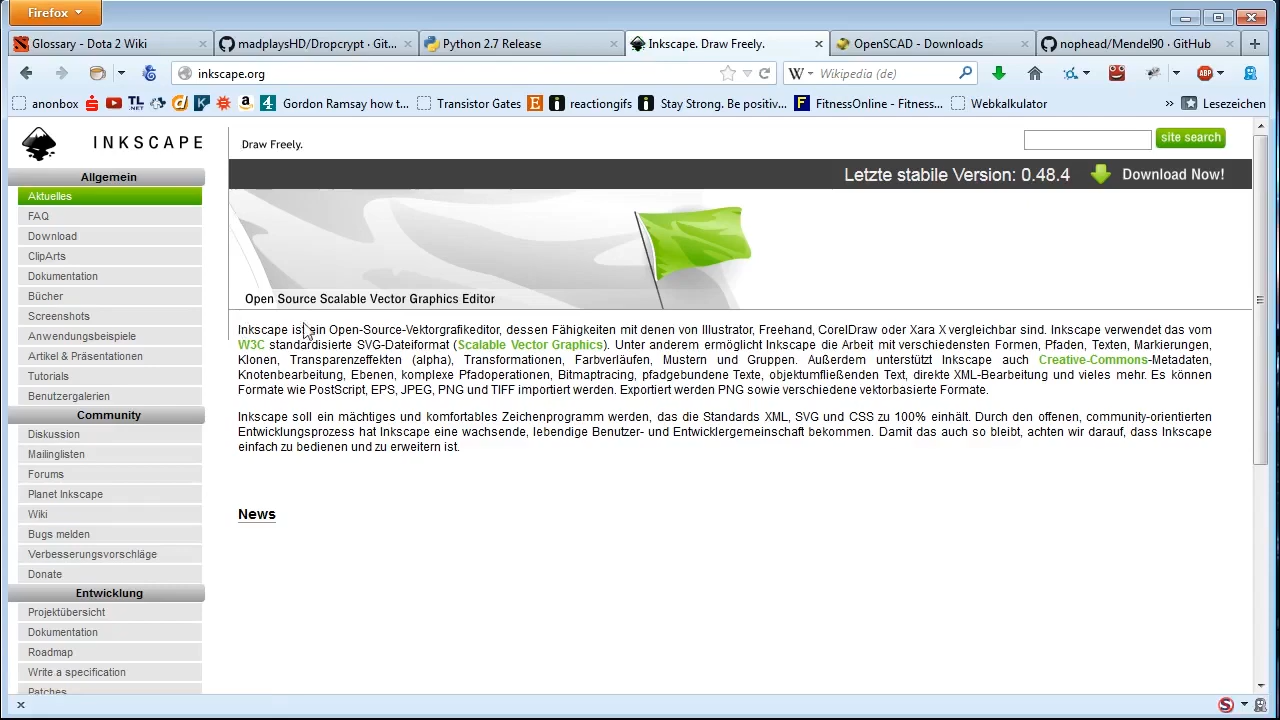 Firefox
Glossary - Dota 2 Wiki
madplaysHD/Dropcrypt · Git...
Python 2.7 Release
Inkscape. Draw Freely.
OpenSCAD - Downloads
nophead/Mendel90 · GitHub
inkscape.org
Wikipedia (de)
ABP
anonbox
TL.NET
Gordon Ramsay how t...
Transistor Gates
reactiongifs
Stay Strong. Be positiv...
FitnessOnline - Fitness...
Webkalkulator
»
Lesezeichen
INKSCAPE
Draw Freely.
site search
Letzte stabile Version: 0.48.4
Download Now!
Open Source Scalable Vector Graphics Editor
Allgemein
Aktuelles
FAQ
Download
ClipArts
Dokumentation
Bücher
Screenshots
Anwendungsbeispiele
Artikel & Präsentationen
Tutorials
Benutzergalerien
Community
Diskussion
Mailinglisten
Forums
Planet Inkscape
Wiki
Bugs melden
Verbesserungsvorschläge
Donate
Entwicklung
Projektübersicht
Dokumentation
Roadmap
Write a specification
Patches
Inkscape ist ein Open-Source-Vektorgrafikeditor, dessen Fähigkeiten mit denen von Illustrator, Freehand, CorelDraw oder Xara X vergleichbar sind. Inkscape verwendet das vom
W3C standardisierte SVG-Dateiformat (Scalable Vector Graphics). Unter anderem ermöglicht Inkscape die Arbeit mit verschiedensten Formen, Pfaden, Texten, Markierungen,
Klonen, Transparenzeffekten (alpha), Transformationen, Farbverläufen, Mustern und Gruppen. Außerdem unterstützt Inkscape auch Creative-Commons-Metadaten,
Knotenbearbeitung, Ebenen, komplexe Pfadoperationen, Bitmaptracing, pfadgebundene Texte, objektumfließenden Text, direkte XML-Bearbeitung und vieles mehr. Es können
Formate wie PostScript, EPS, JPEG, PNG und TIFF importiert werden. Exportiert werden PNG sowie verschiedene vektorbasierte Formate.
Inkscape soll ein mächtiges und komfortables Zeichenprogramm werden, das die Standards XML, SVG und CSS zu 100% einhält. Durch den offenen, community-orientierten
Entwicklungsprozess hat Inkscape eine wachsende, lebendige Benutzer- und Entwicklergemeinschaft bekommen. Damit das auch so bleibt, achten wir darauf, dass Inkscape
einfach zu bedienen und zu erweitern ist.
News